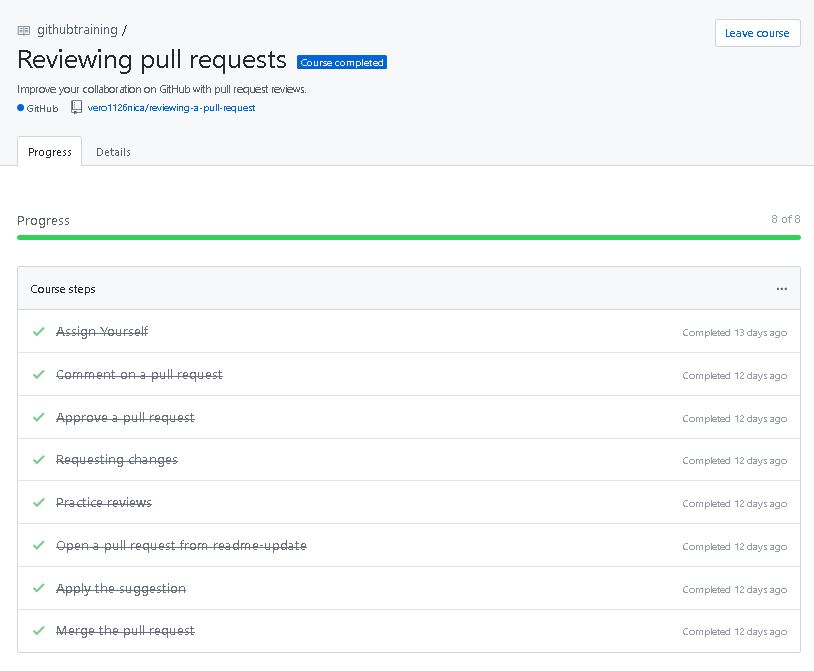 githubtraining /
Leave course
Reviewing pull requests Course completed
Improve your collaboration on GitHub with pull request reviews.
GitHub vero1126nica/reviewing-a-pull-request
Progress Details
Progress 8 of 8
Course steps ...
Assign Yourself Completed 13 days ago
Comment on a pull request Completed 12 days ago
Approve a pull request Completed 12 days ago
Requesting changes Completed 12 days ago
Practice reviews Completed 12 days ago
Open a pull request from readme-update Completed 12 days ago
Apply the suggestion Completed 12 days ago
Merge the pull request Completed 12 days ago